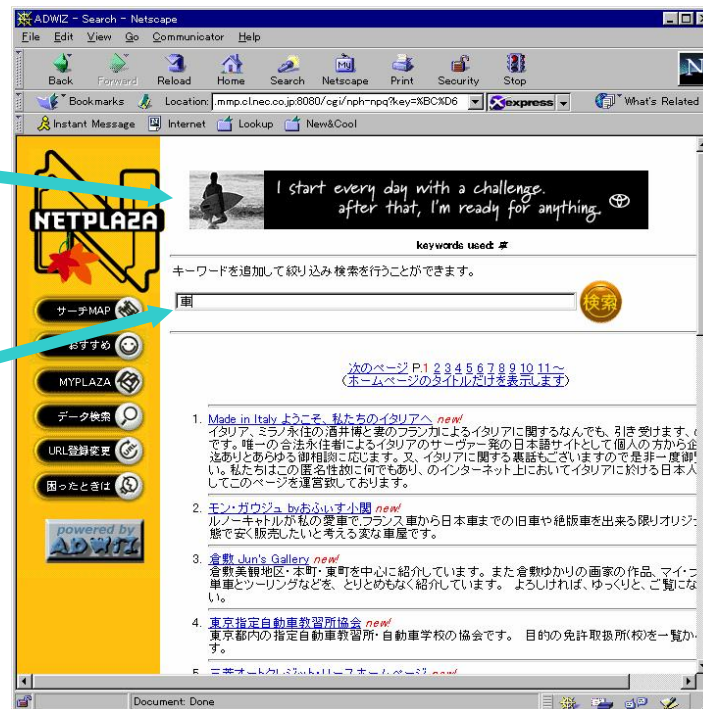 ADWIZ - Search - Netscape
File Edit View Go Communicator Help
Back Forward Reload Home Search Netscape Print Security Stop
My
N
Bookmarks Location: .mmp.cl.nec.co.jp:8080/cgi/nph-npq?key=%BC%D6 express What's Related
Instant Message Internet Lookup New&Cool
NETPLAZA
I start every day with a challenge.
after that, I'm ready for anything.
keywords used: 車
キーワードを追加して絞り込み検索を行うことができます。
車
検索
サーチMAP
おすすめ
MYPLAZA
データ検索
URL登録変更
困ったときは
powered by
ADWIZ
次のページ P.1 2 3 4 5 6 7 8 9 10 11～
(ホームページのタイトルだけを表示します)
1. Made in Italy ようこそ、私たちのイタリアへ new!
イタリア、ミラノ永住の酒井博と妻のフランカによるイタリアに関するなんでも、引き受けます、
です。唯一の合法永住者によるイタリアのサーヴァー発の日本語サイトとして個人の方から企
迄ありとあらゆる御相談に応じます。又、イタリアに関する裏話もございますので是非一度御
い。私たちはこの匿名性故に何でもあり、のインターネット上においてイタリアに於ける日本人
してこのページを運営致しております。
2. モン・ガウジュ byおふぃす小関 new!
ルノーキャトルが私の愛車で、フランス車から日本車までの旧車や絶版車を出来る限りオリジ
態で安く販売したいと考える変な車屋です。
3. 倉敷 Jun's Gallery new!
倉敷美観地区・本町・東町を中心に紹介しています。また倉敷ゆかりの画家の作品、マイ・フ
単車とツーリングなどを、とりとめもなく紹介しています。 よろしければ、ゆっくりと、ご覧にな
い。
4. 東京指定自動車教習所協会 new!
東京都内の指定自動車教習所・自動車学校の協会です。 目的の免許取扱所(校)を一覧か
す。
5. 三菱オートクレジット・リースホームページ new!
Document: Done